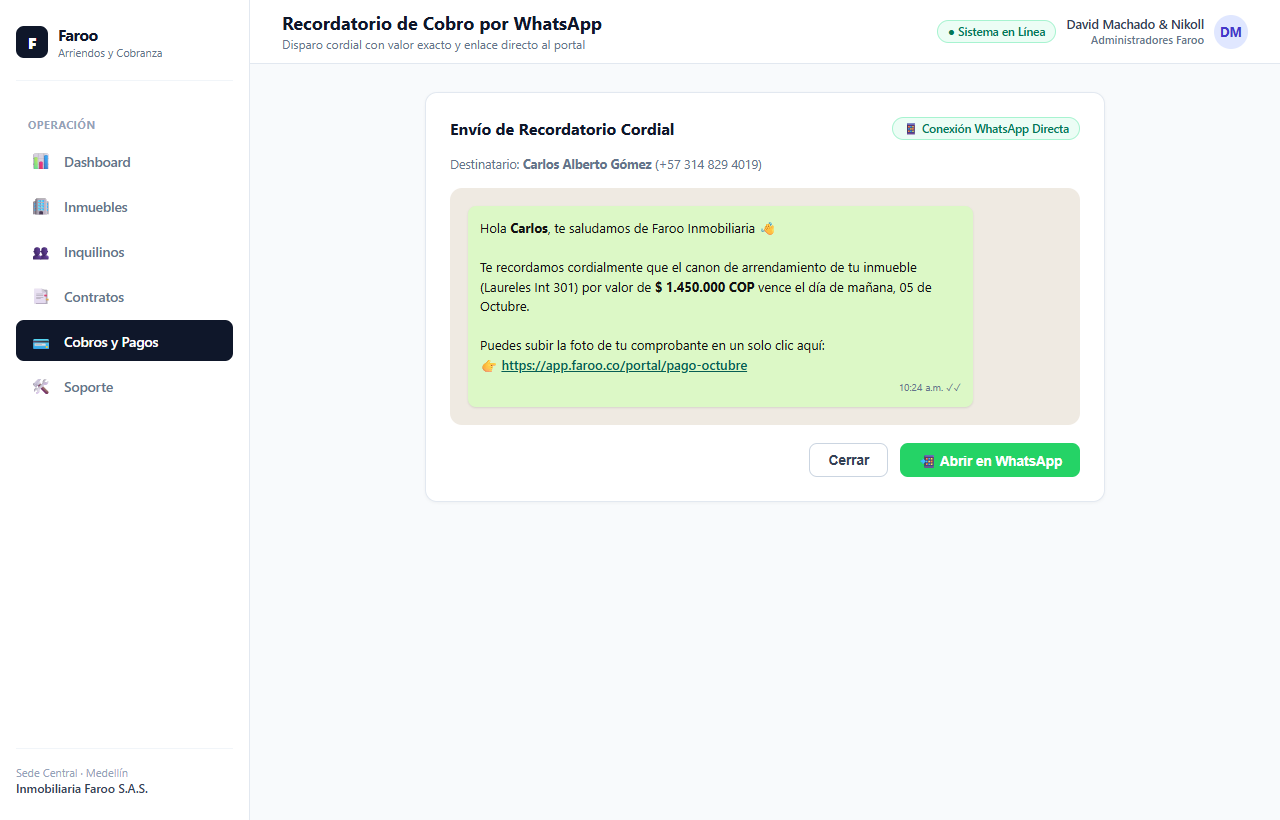 F
Faroo
Arriendos y Cobranza
OPERACIÓN
Dashboard
Inmuebles
Inquilinos
Contratos
Cobros y Pagos
Soporte
Sede Central · Medellín
Inmobiliaria Faroo S.A.S.
Recordatorio de Cobro por WhatsApp
Disparo cordial con valor exacto y enlace directo al portal
● Sistema en Línea
David Machado & Nikoll
Administradores Faroo
DM
Envío de Recordatorio Cordial
📱 Conexión WhatsApp Directa
Destinatario: Carlos Alberto Gómez (+57 314 829 4019)
Hola Carlos, te saludamos de Faroo Inmobiliaria 👋
Te recordamos cordialmente que el canon de arrendamiento de tu inmueble
(Laureles Int 301) por valor de $ 1.450.000 COP vence el día de mañana, 05 de
Octubre.
Puedes subir la foto de tu comprobante en un solo clic aquí:
👉 https://app.faroo.co/portal/pago-octubre
10:24 a.m. ✓✓
Cerrar
📲 Abrir en WhatsApp